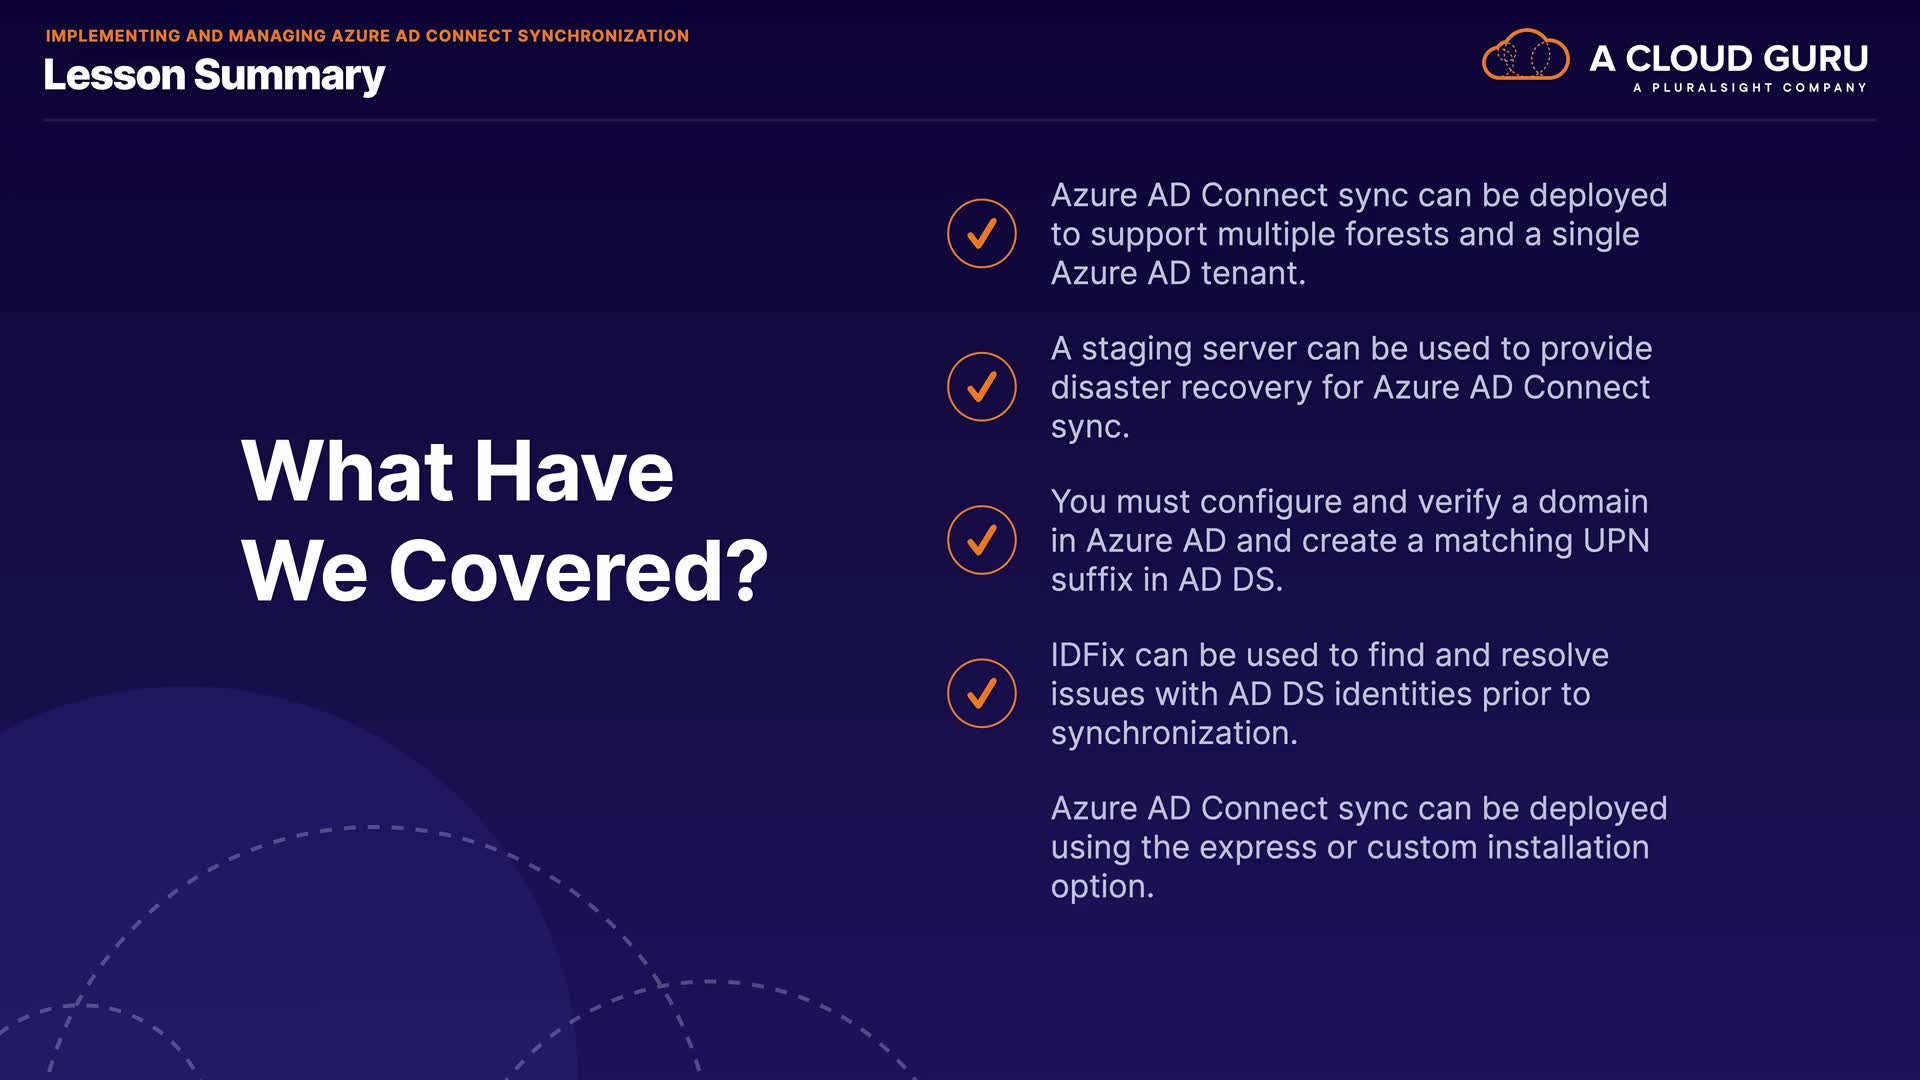 IMPLEMENTING AND MANAGING AZURE AD CONNECT SYNCHRONIZATION
Lesson Summary
A CLOUD GURU
A PLURALSIGHT COMPANY
What Have
We Covered?
Azure AD Connect sync can be deployed
to support multiple forests and a single
Azure AD tenant.
A staging server can be used to provide
disaster recovery for Azure AD Connect
sync.
You must configure and verify a domain
in Azure AD and create a matching UPN
suffix in AD DS.
IDFix can be used to find and resolve
issues with AD DS identities prior to
synchronization.
Azure AD Connect sync can be deployed
using the express or custom installation
option.